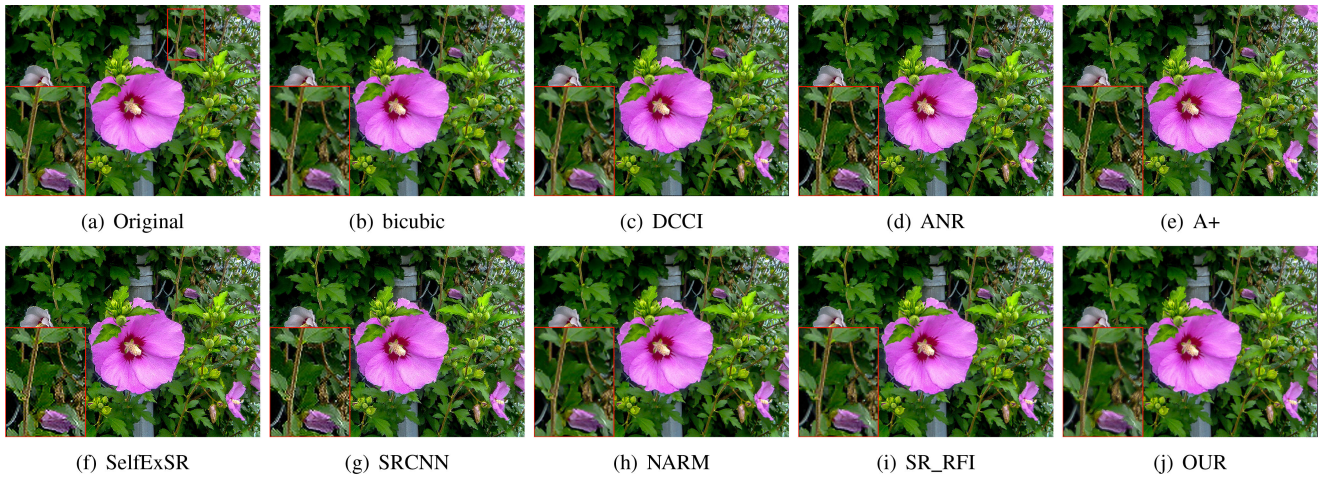 (a) Original
(b) bicubic
(c) DCCI
(d) ANR
(e) A+
(f) SelfExSR
(g) SRCNN
(h) NARM
(i) SR_RFI
(j) OUR